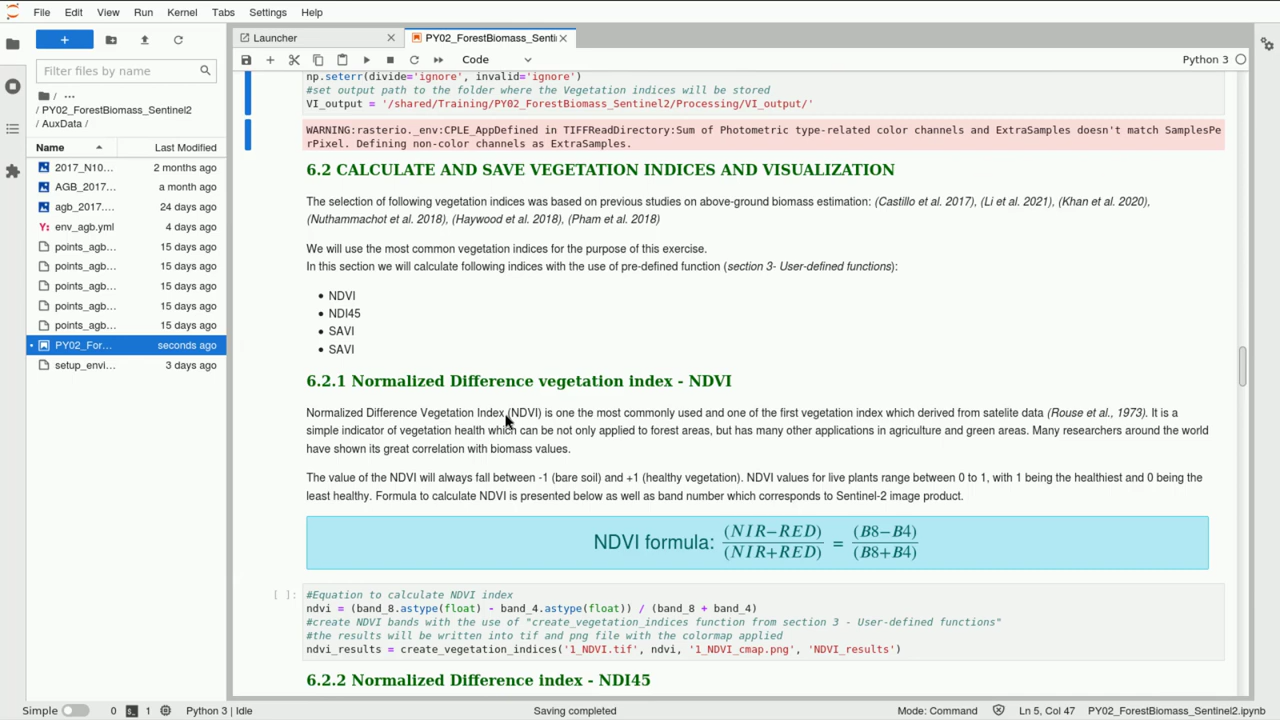 File Edit View Run Kernel Tabs Settings Help
+
Filter files by name
/ ...
/ PY02_ForestBiomass_Sentinel2
/ AuxData /
Name Last Modified
2017_N10... 2 months ago
AGB_2017... a month ago
agb_2017.... 24 days ago
Y: env_agb.yml 4 days ago
points_agb... 15 days ago
points_agb... 15 days ago
points_agb... 15 days ago
points_agb... 15 days ago
points_agb... 15 days ago
PY02_For... seconds ago
setup_envi... 3 days ago
Launcher
PY02_ForestBiomass_Senti
Code
Python 3
np.seterr(divide='ignore', invalid='ignore')
#set output path to the folder where the Vegetation indices will be stored
VI_output = '/shared/Training/PY02_ForestBiomass_Sentinel2/Processing/VI_output/'
WARNING:rasterio._env:CPLE_AppDefined in TIFFReadDirectory:Sum of Photometric type-related color channels and ExtraSamples doesn't match SamplesPe
rPixel. Defining non-color channels as ExtraSamples.
6.2 CALCULATE AND SAVE VEGETATION INDICES AND VISUALIZATION
The selection of following vegetation indices was based on previous studies on above-ground biomass estimation: (Castillo et al. 2017), (Li et al. 2021), (Khan et al. 2020),
(Nuthammachot et al. 2018), (Haywood et al. 2018), (Pham et al. 2018)
We will use the most common vegetation indices for the purpose of this exercise.
In this section we will calculate following indices with the use of pre-defined function (section 3- User-defined functions):
• NDVI
• NDI45
• SAVI
• SAVI
6.2.1 Normalized Difference vegetation index - NDVI
Normalized Difference Vegetation Index (NDVI) is one the most commonly used and one of the first vegetation index which derived from satelite data (Rouse et al., 1973). It is a
simple indicator of vegetation health which can be not only applied to forest areas, but has many other applications in agriculture and green areas. Many researchers around the world
have shown its great correlation with biomass values.
The value of the NDVI will always fall between -1 (bare soil) and +1 (healthy vegetation). NDVI values for live plants range between 0 to 1, with 1 being the healthiest and 0 being the
least healthy. Formula to calculate NDVI is presented below as well as band number which corresponds to Sentinel-2 image product.
NDVI formula: (NIR−RED)/(NIR+RED) = (B8−B4)/(B8+B4)
[ ]: #Equation to calculate NDVI index
ndvi = (band_8.astype(float) - band_4.astype(float)) / (band_8 + band_4)
#create NDVI bands with the use of "create_vegetation_indices function from section 3 - User-defined functions"
#the results will be written into tif and png file with the colormap applied
ndvi_results = create_vegetation_indices('1_NDVI.tif', ndvi, '1_NDVI_cmap.png', 'NDVI_results')
6.2.2 Normalized Difference index - NDI45
Simple 0 1 Python 3 | Idle Saving completed Mode: Command Ln 5, Col 47 PY02_ForestBiomass_Sentinel2.ipynb